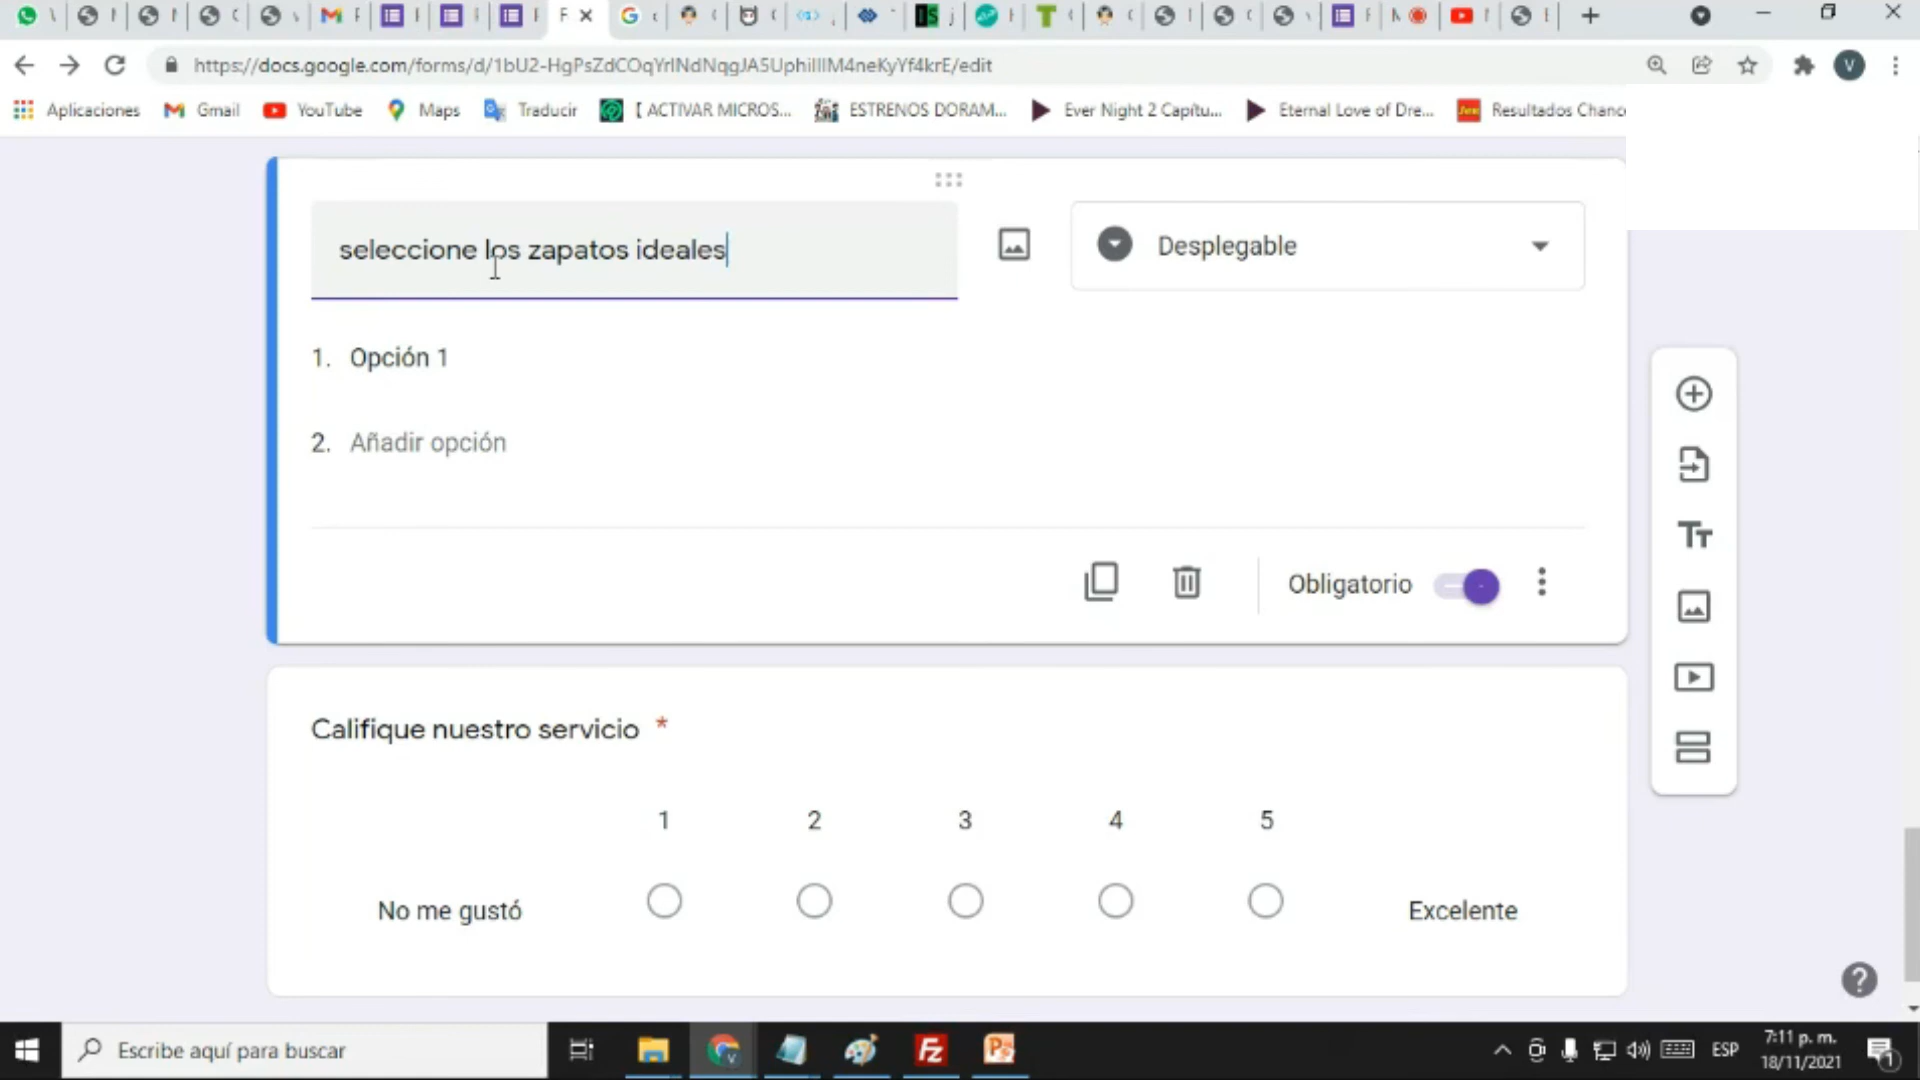 https://docs.google.com/forms/d/1bU2-HgPsZdCOqYrINdNqgJA5UphiIIIM4neKyYf4krE/edit
V
Aplicaciones Gmail YouTube Maps Traducir [ ACTIVAR MICROS... ESTRENOS DORAM... Ever Night 2 Capítu... Eternal Love of Dre... Resultados Chanc
seleccione los zapatos ideales
Desplegable
1. Opción 1
2. Añadir opción
Obligatorio
Califique nuestro servicio *
1 2 3 4 5
No me gustó Excelente
Escribe aquí para buscar
ESP
7:11 p. m.
18/11/2021